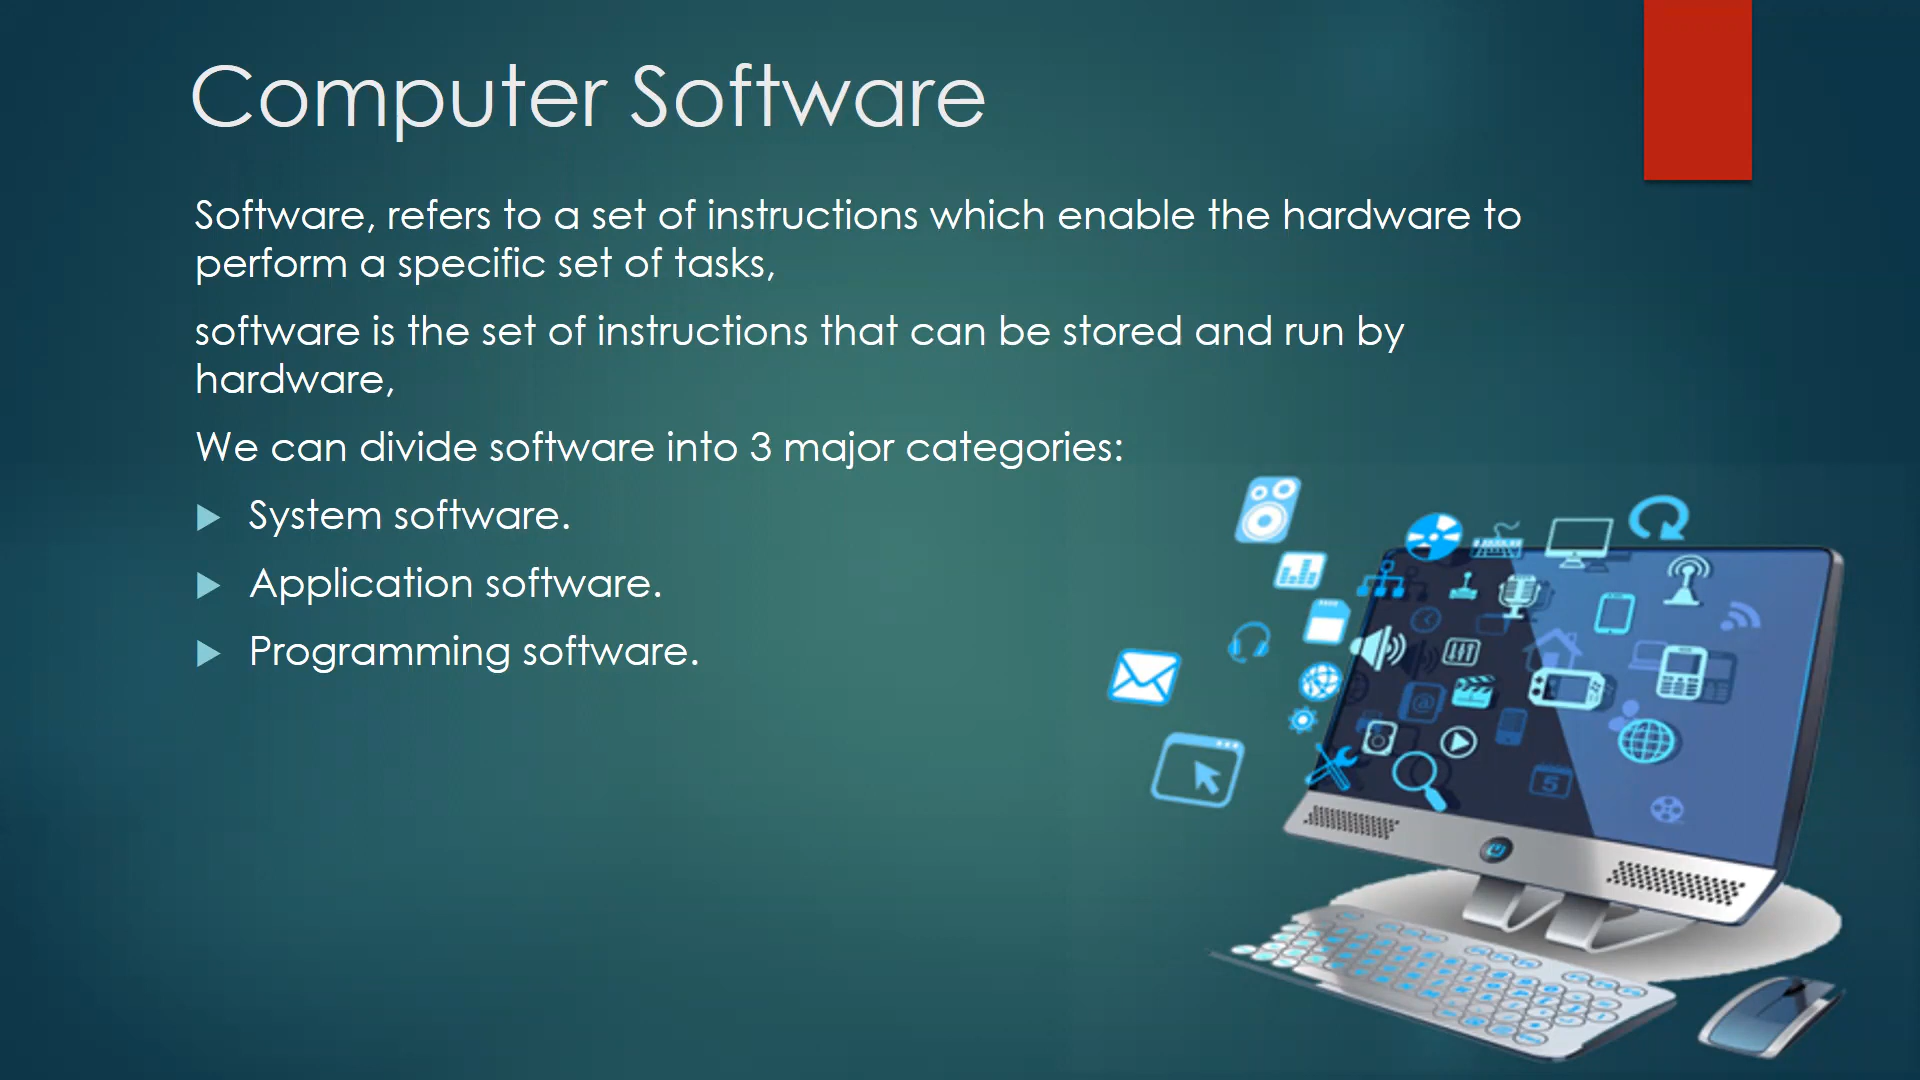 Computer Software
Software, refers to a set of instructions which enable the hardware to
perform a specific set of tasks,
software is the set of instructions that can be stored and run by
hardware,
We can divide software into 3 major categories:
System software.
Application software.
Programming software.
@
5